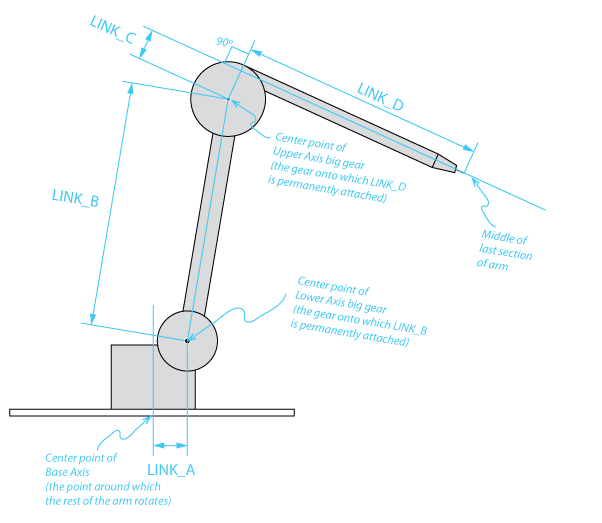 LINK_C
90º
LINK_D
Center point of
Upper Axis big gear
(the gear onto which LINK_D
is permanently attached)
LINK_B
Middle of
last section
of arm
Center point of
Lower Axis big gear
(the gear onto which LINK_B
is permanently attached)
Center point of
Base Axis
(the point around which
the rest of the arm rotates)
LINK_A